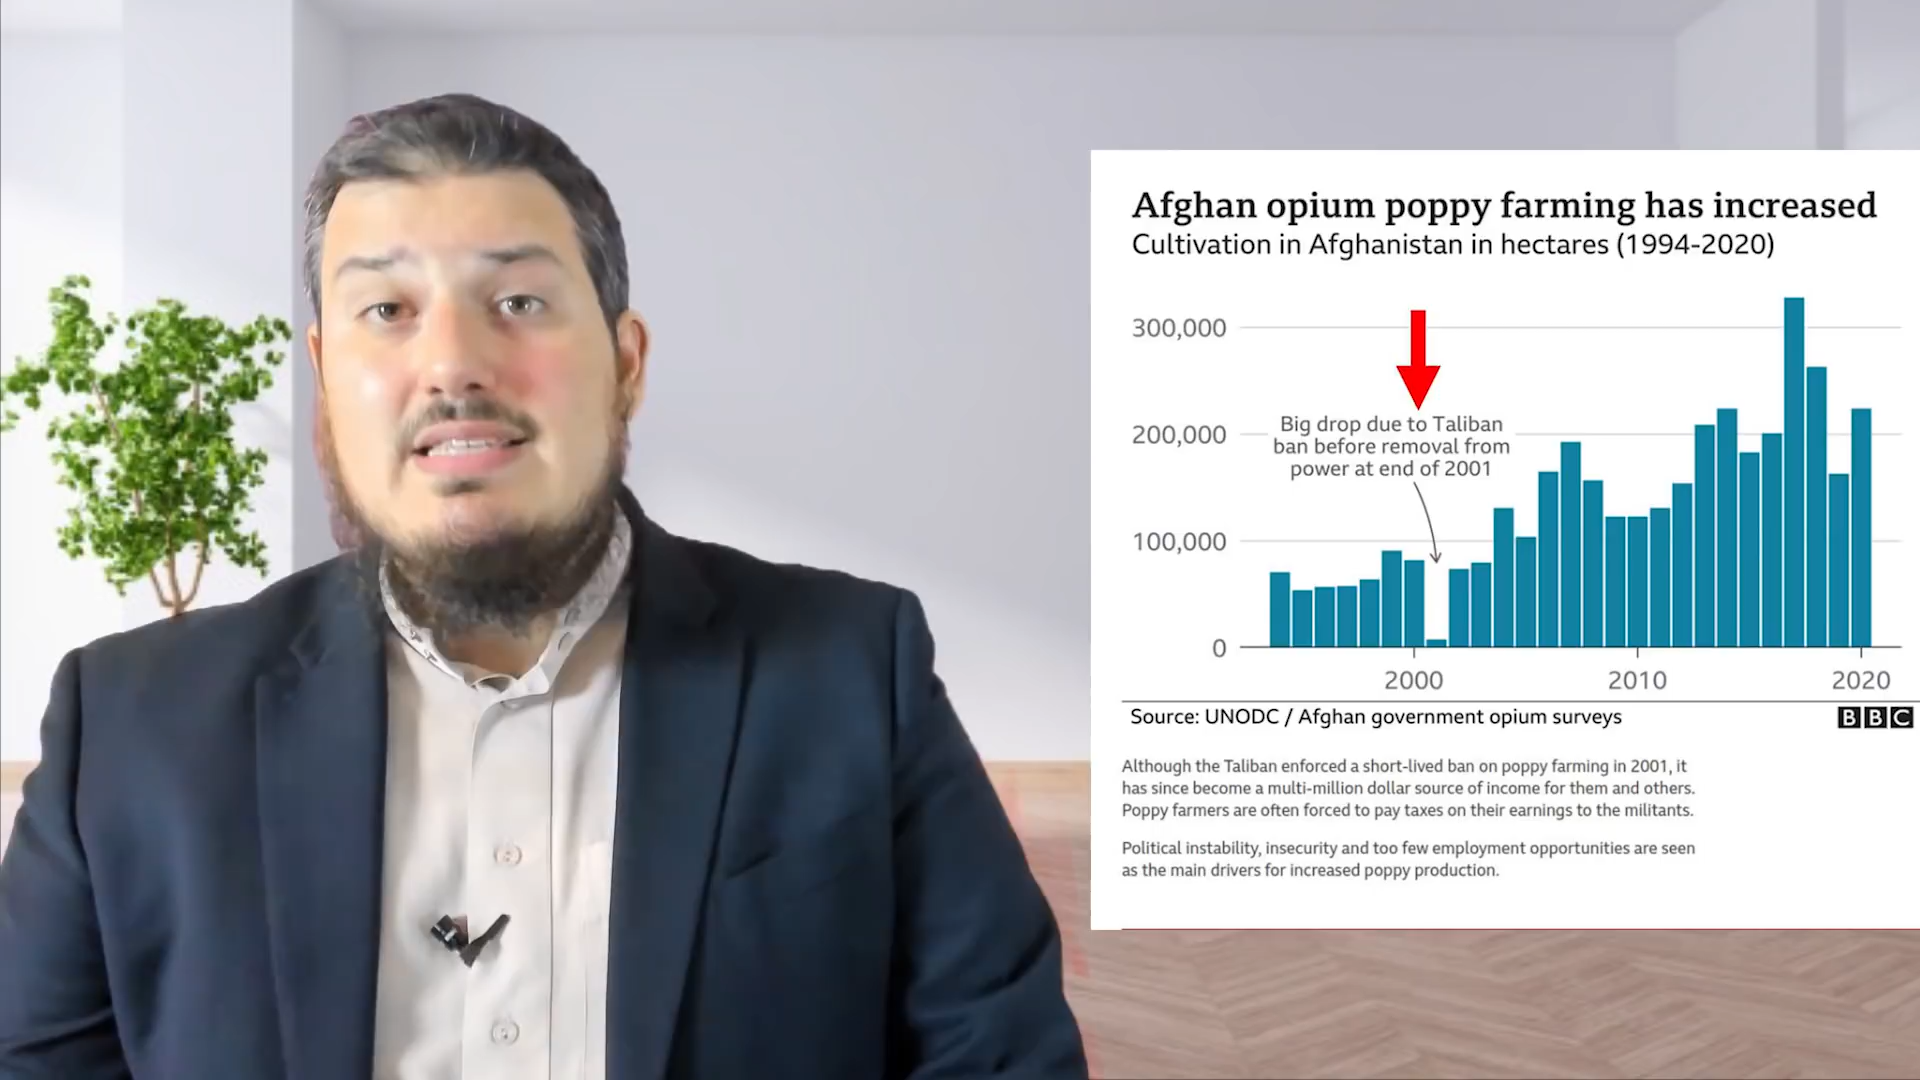 Afghan opium poppy farming has increased
Cultivation in Afghanistan in hectares (1994-2020)
300,000
200,000
100,000
0
Big drop due to Taliban
ban before removal from
power at end of 2001
2000 2010 2020
Source: UNODC / Afghan government opium surveys
BBC
Although the Taliban enforced a short-lived ban on poppy farming in 2001, it
has since become a multi-million dollar source of income for them and others.
Poppy farmers are often forced to pay taxes on their earnings to the militants.
Political instability, insecurity and too few employment opportunities are seen
as the main drivers for increased poppy production.